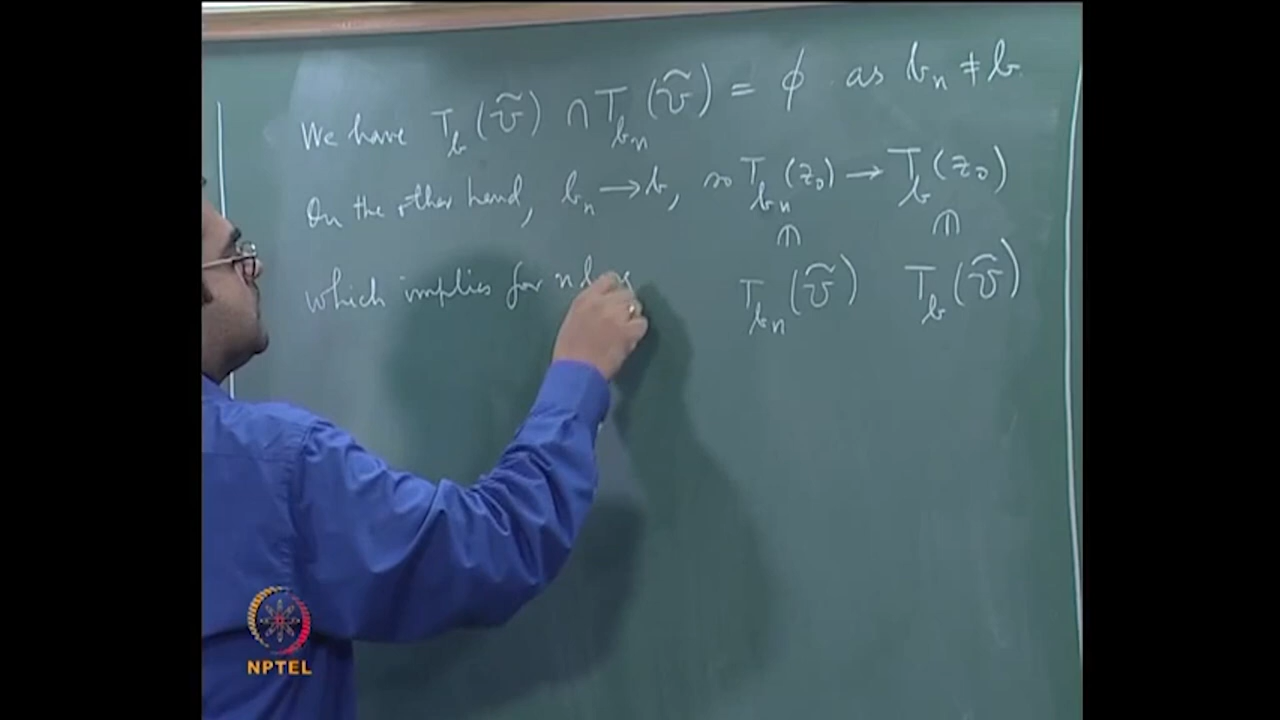 We have T_b(Ũ) ∩ T_{b_n}(Ũ) = ϕ as b_n ≠ b
On the other hand, b_n → b, so T_{b_n}(z_0) → T_b(z_0)
⋔ ⋔
which implies for n T_{b_n}(Ũ) T_b(Ũ)
NPTEL